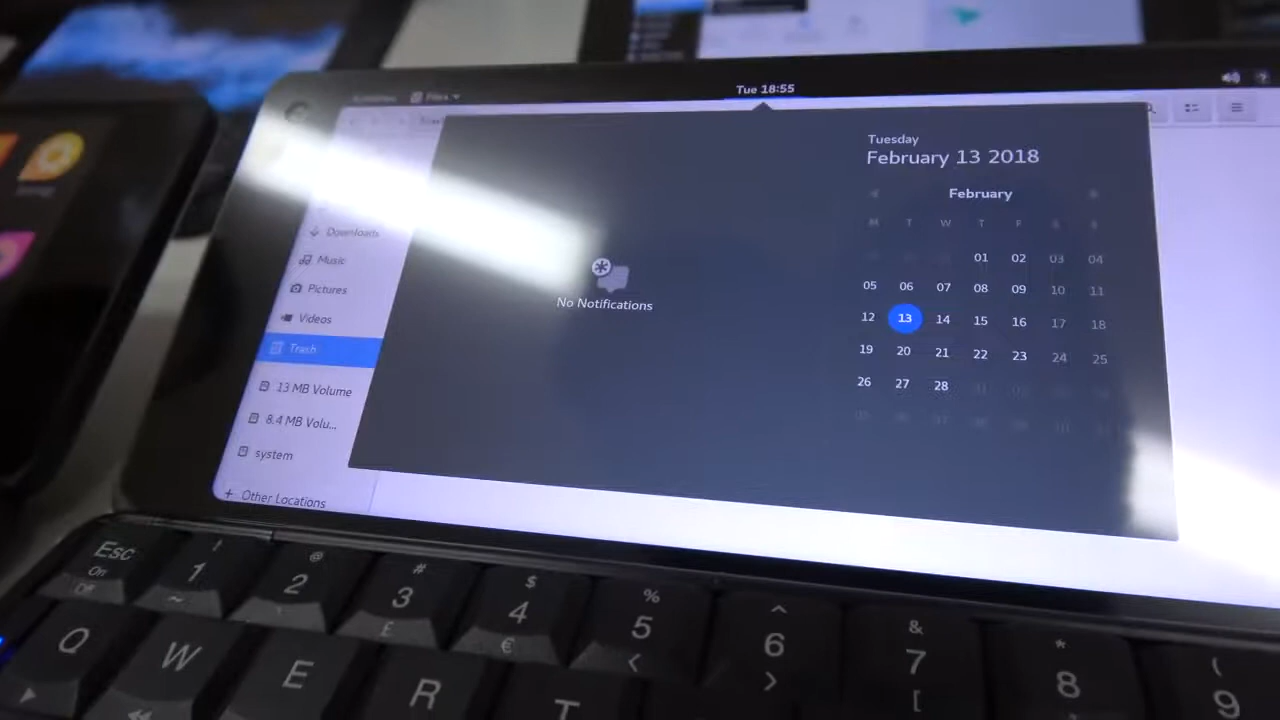 Tue 18:55
Files
Tuesday
February 13 2018
February
M T W T F S S
01 02 03 04
05 06 07 08 09 10 11
12 13 14 15 16 17 18
19 20 21 22 23 24 25
26 27 28
No Notifications
Downloads
Music
Pictures
Videos
Trash
13 MB Volume
8.4 MB Volu...
system
+ Other Locations
Esc ! @ # $ % ^ & * (
On 1 2 3 4 5 6 7 8 9
Off ~ £ € < > [
Q W E R T